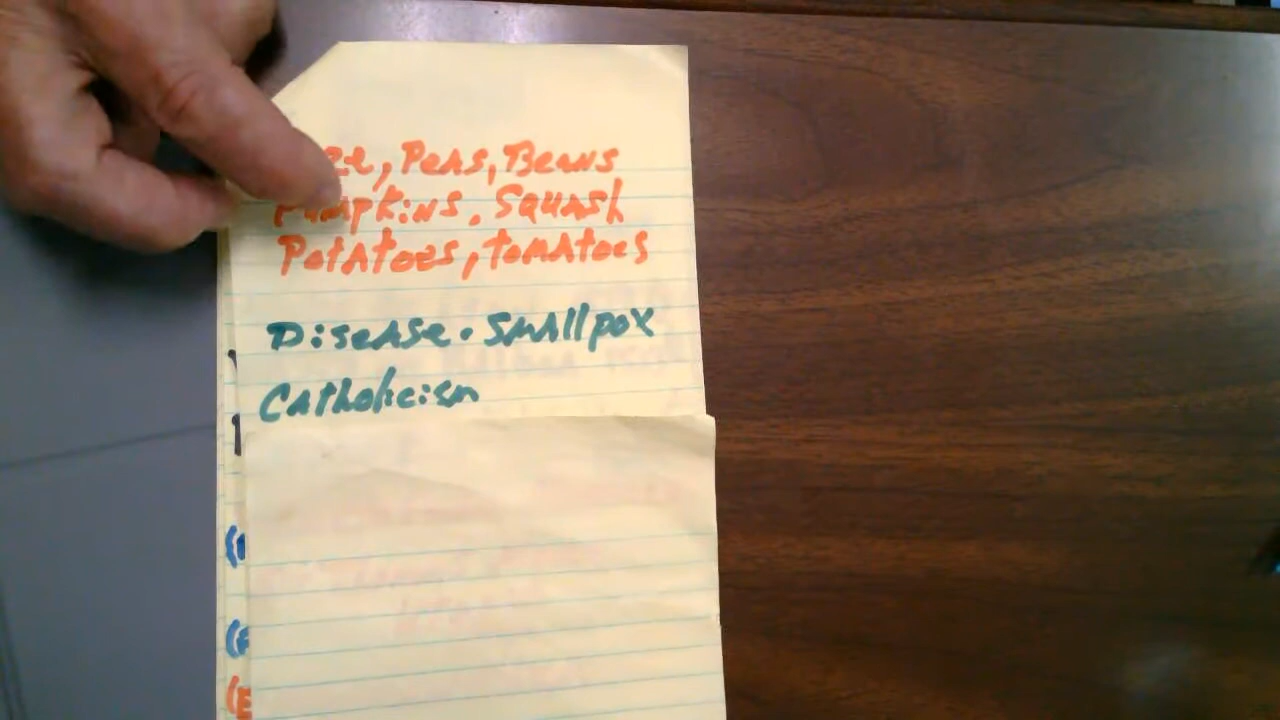 Peas, Beans
Pumpkins, Squash
Potatoes, tomatoes
Disease. Smallpox
Catholicism